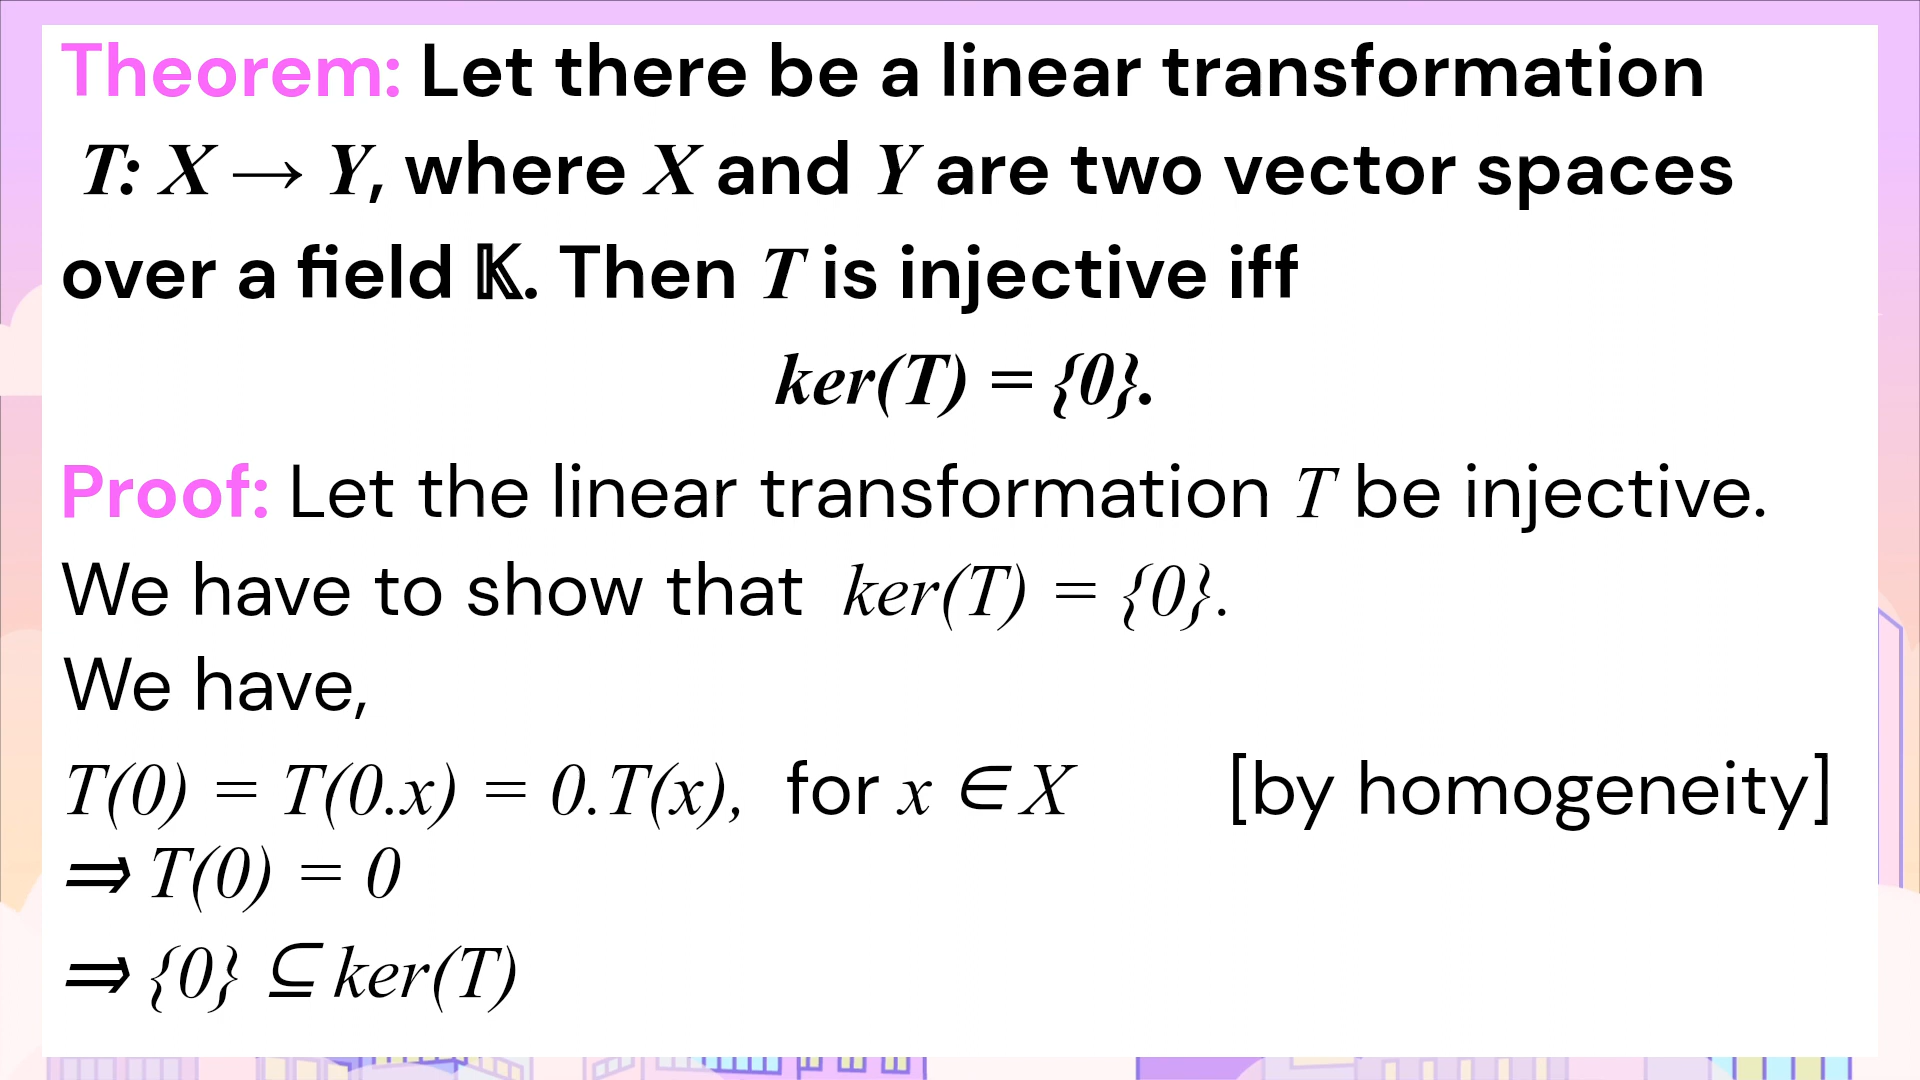 Theorem: Let there be a linear transformation
T: X → Y, where X and Y are two vector spaces
over a field 𝕂. Then T is injective iff
ker(T) = {0}.
Proof: Let the linear transformation T be injective.
We have to show that ker(T) = {0}.
We have,
T(0) = T(0.x) = 0.T(x), for x ∈ X [by homogeneity]
⇒ T(0) = 0
⇒ {0} ⊆ ker(T)